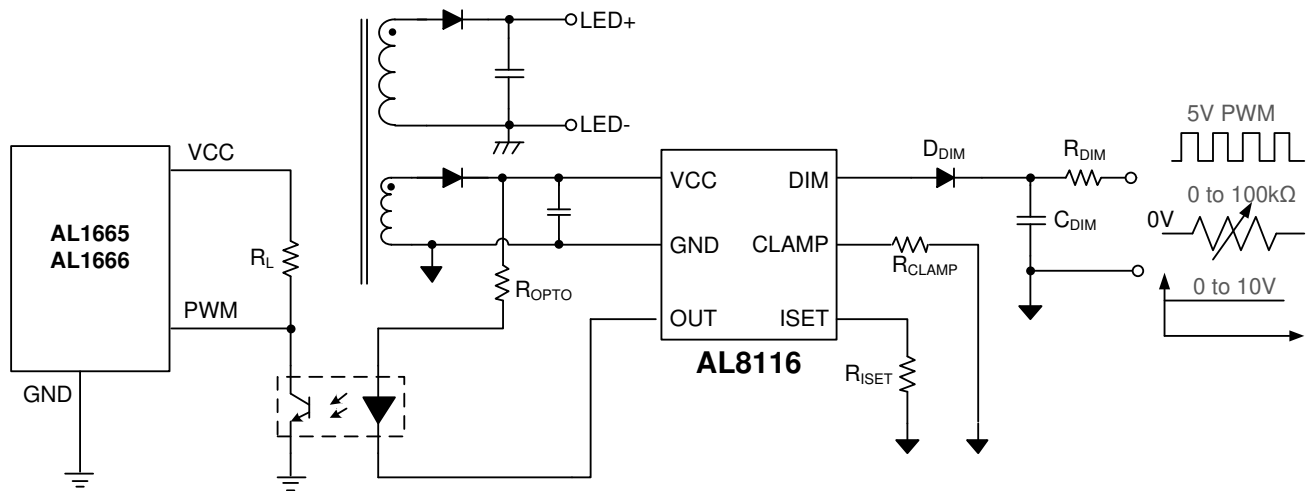 LED+
LED-
VCC
AL1665
AL1666
RL
PWM
GND
ROPTO
VCC
DIM
GND
CLAMP
OUT
ISET
AL8116
DDIM
RDIM
CDIM
RCLAMP
RISET
5V PWM
0 to 100kΩ
0V
0 to 10V